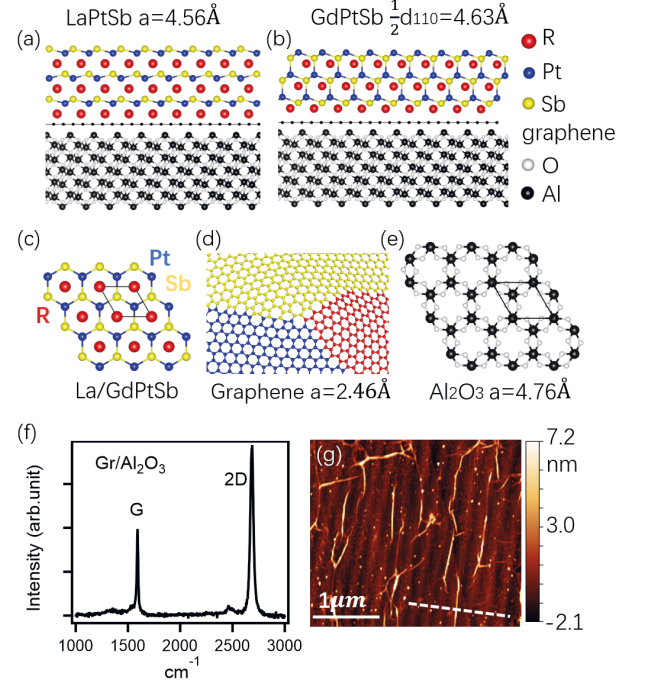 LaPtSb a=4.56Å
GdPtSb ½d₁₁₀=4.63Å
(a)
(b)
R
Pt
Sb
graphene
O
Al
(c)
(d)
(e)
Pt
Sb
R
La/GdPtSb
Graphene a=2.46Å
Al₂O₃ a=4.76Å
(f)
Gr/Al₂O₃
2D
G
Intensity (arb.unit)
1000 1500 2000 2500 3000
cm⁻¹
(g)
1μm
7.2
nm
3.0
-2.1